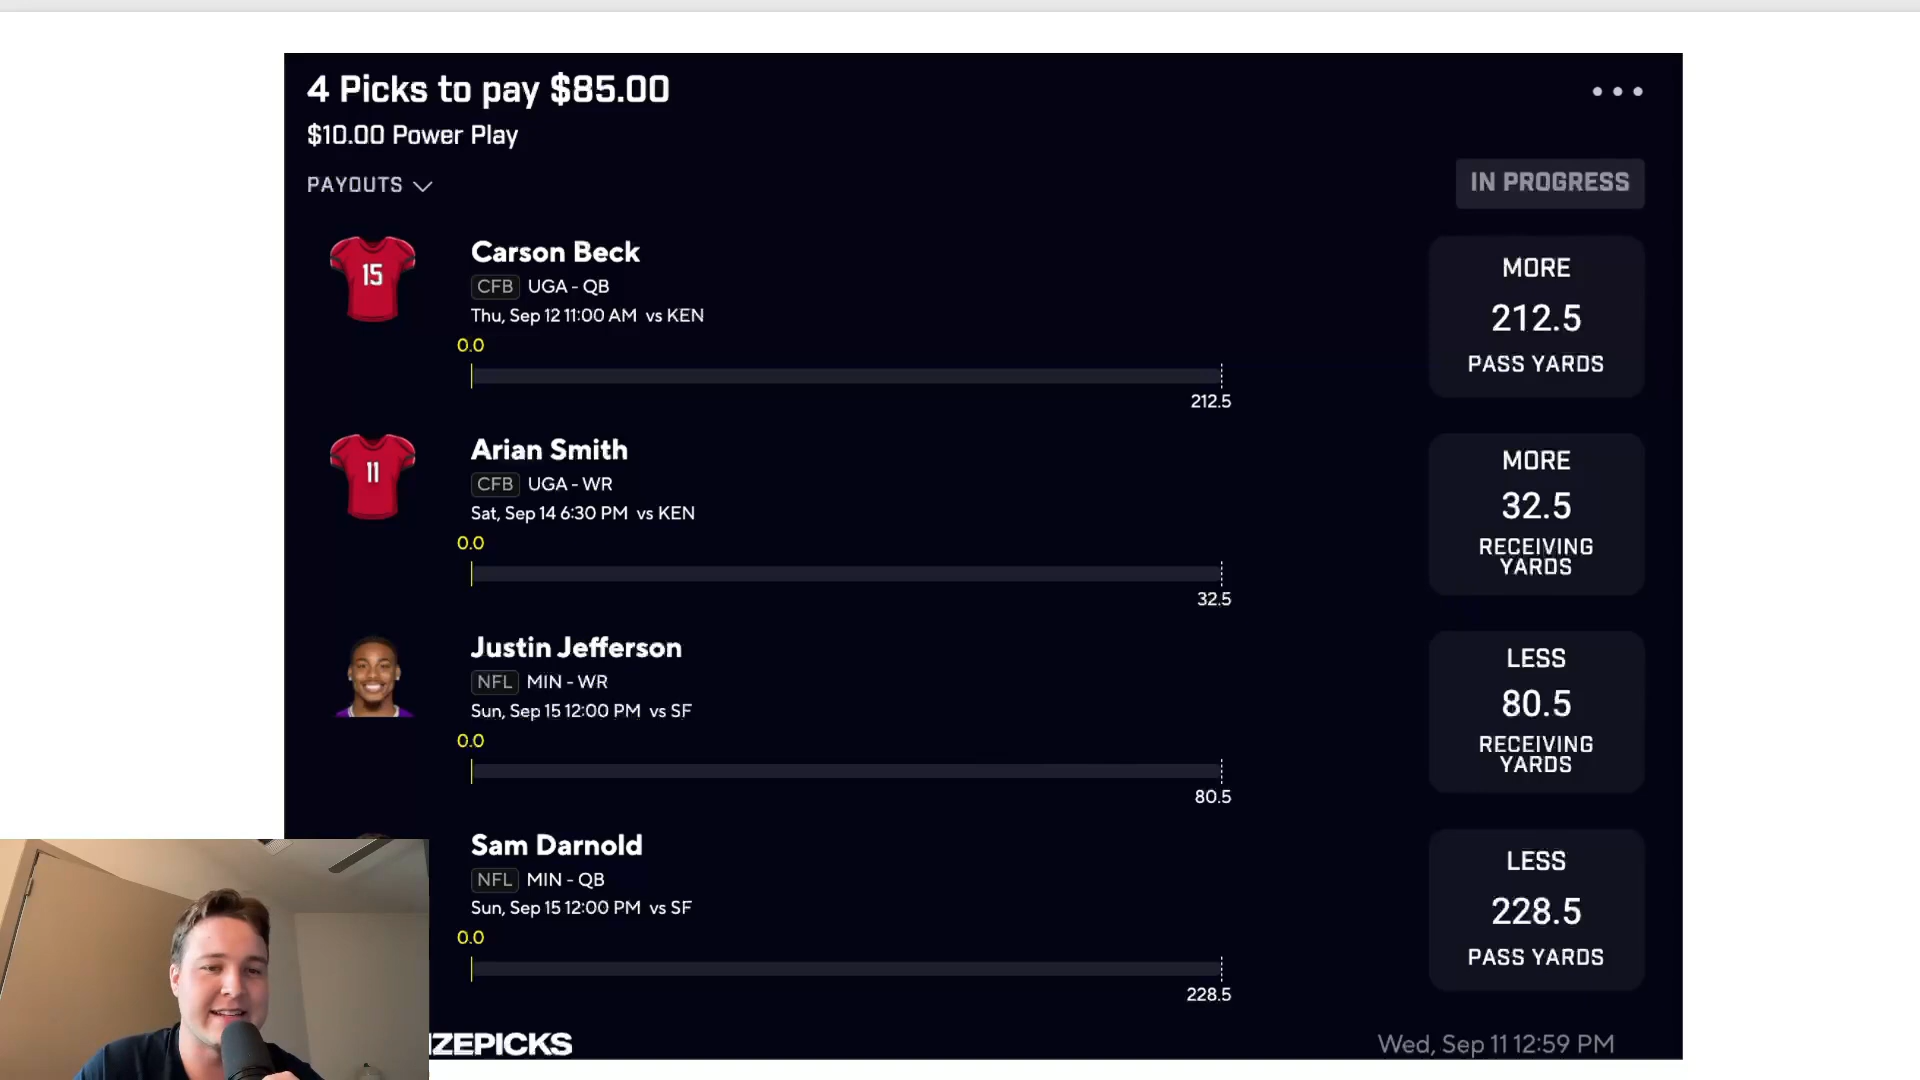 4 Picks to pay $85.00
$10.00 Power Play
PAYOUTS
IN PROGRESS
15
Carson Beck
CFB UGA - QB
Thu, Sep 12 11:00 AM vs KEN
0.0
212.5
MORE
212.5
PASS YARDS
11
Arian Smith
CFB UGA - WR
Sat, Sep 14 6:30 PM vs KEN
0.0
32.5
MORE
32.5
RECEIVING
YARDS
Justin Jefferson
NFL MIN - WR
Sun, Sep 15 12:00 PM vs SF
0.0
80.5
LESS
80.5
RECEIVING
YARDS
Sam Darnold
NFL MIN - QB
Sun, Sep 15 12:00 PM vs SF
0.0
228.5
LESS
228.5
PASS YARDS
IZEPICKS
Wed, Sep 11 12:59 PM